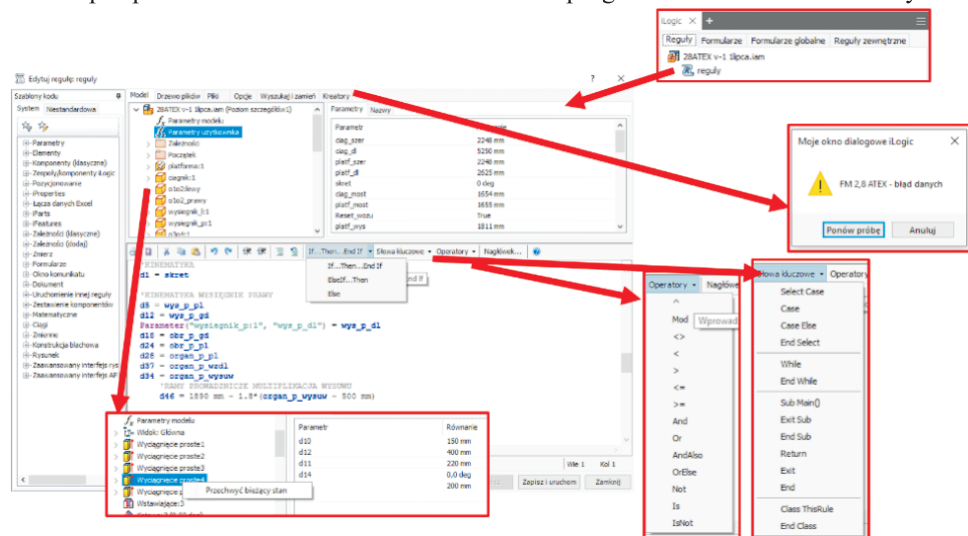 iLogic × +
Reguły Formularze Formularze globalne Reguły zewnętrzne
28ATEX v-1 1lipca.iam
reguły
Edytuj regułę: reguly
? ×
Szablony kodu
System Niestandardowa
Parametry
Elementy
Komponenty (klasyczne)
Zespoły/komponenty iLogic
Pozycjonowanie
iProperties
Łącza danych Excel
iParts
iFeatures
Zależności (klasyczne)
Zależności (dodaj)
Zmierz
Formularze
Okno komunikatu
Dokument
Uruchomienie innej reguły
Zestawienie komponentów
Matematyczne
Ciągi
Zmienne
Konstrukcja blachowa
Rysunek
Zaawansowany interfejs rys
Zaawansowany interfejs AP
Model Drzewo plików Pliki Opcje Wyszukaj i zamień Kreatory
28ATEX v-1 1lipca.iam (Poziom szczegółów:1)
Parametry modelu
Parametry użytkownika
Zależności
Początek
platforma:1
ciegnik:1
wysiegnik_l:1
wysiegnik_p:1
Parametry Nazwy
Parametr
ciag_szer 2248 mm
ciag_dl 5250 mm
platf_szer 2248 mm
platf_dl 2625 mm
skret 0 deg
ciag_most 1654 mm
platf_most 1655 mm
Reset_wozu True
platf_wys 1811 mm
If...Then...End If Słowa kluczowe Operatory Nagłówek...
If...Then...End If
ElseIf...Then
Else
'KINEMATYKA
d1 = skret
'KINEMATYKA WYSIĘGNIK PRAWY
d5 = wys_p_pl
d12 = wys_p_gd
Parameter("wysiegnik_p:1", "wys_p_dl") = wys_p_dl
d18 = obr_p_gd
d24 = obr_p_pl
d28 = organ_p_pl
d37 = organ_p_wzdl
d34 = organ_p_wysuw
'RAMY PROWADNICZE MULTIPLIKACJA WYSUWU
d46 = 1890 mm - 1.8*(organ_p_wysuw - 500 mm)
Wie 1 Kol 1
Zapisz i uruchom Zamknij
Moje okno dialogowe iLogic ×
FM 2,8 ATEX - błąd danych
Ponów próbę Anuluj
Parametry modelu
Widok: Główna
Wyciągnięcie proste1
Wyciągnięcie proste2
Wyciągnięcie proste3
Wyciągnięcie proste4
Wyciągnięcie p
Przechwyć bieżący stan
Wstawiające:3
Parametr Równanie
d10 150 mm
d12 400 mm
d11 220 mm
d14 0,0 deg
200 mm
Operatory Nagłówe
^
Mod Wprowad
<>
<
>
<=
>=
And
Or
AndAlso
OrElse
Not
Is
IsNot
łowa kluczowe Operatory
Select Case
Case
Case Else
End Select
While
End While
Sub Main()
Exit Sub
End Sub
Return
Exit
End
Class ThisRule
End Class